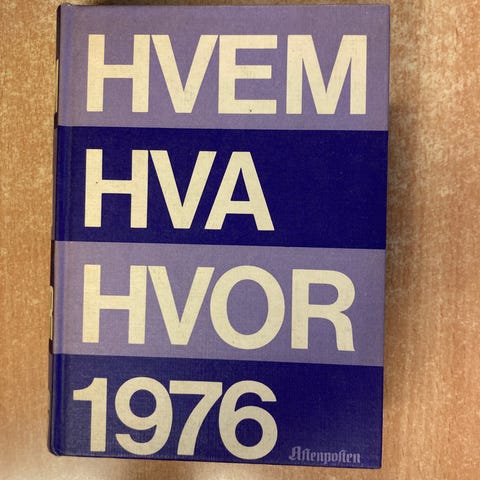 HVEM
HVA
HVOR
1976
Aftenposten